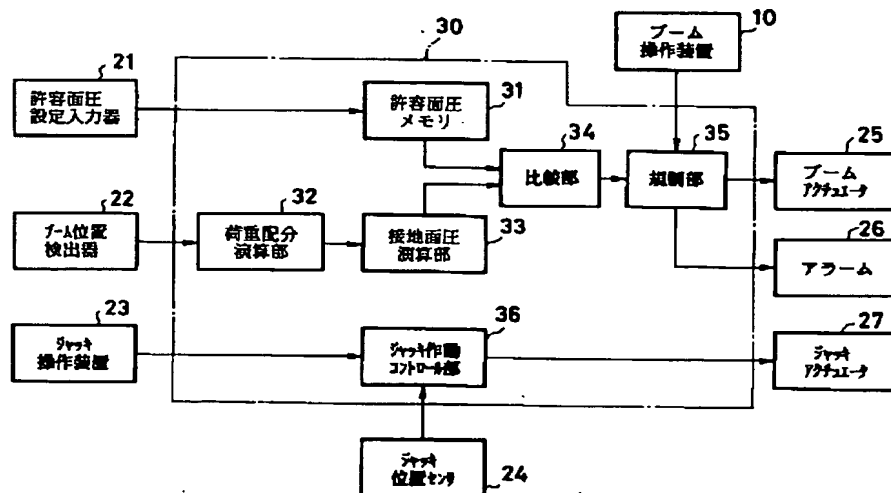 30
10
ブーム
操作装置
21
許容面圧
設定入力器
31
許容面圧
メモリ
34
比較部
35
規制部
25
ブーム
アクチュエータ
22
ブーム位置
検出器
32
荷重配分
演算部
33
接地面圧
演算部
26
アラーム
23
ジャッキ
操作装置
36
ジャッキ作動
コントロール部
27
ジャッキ
アクチュエータ
ジャッキ
位置センサ
24